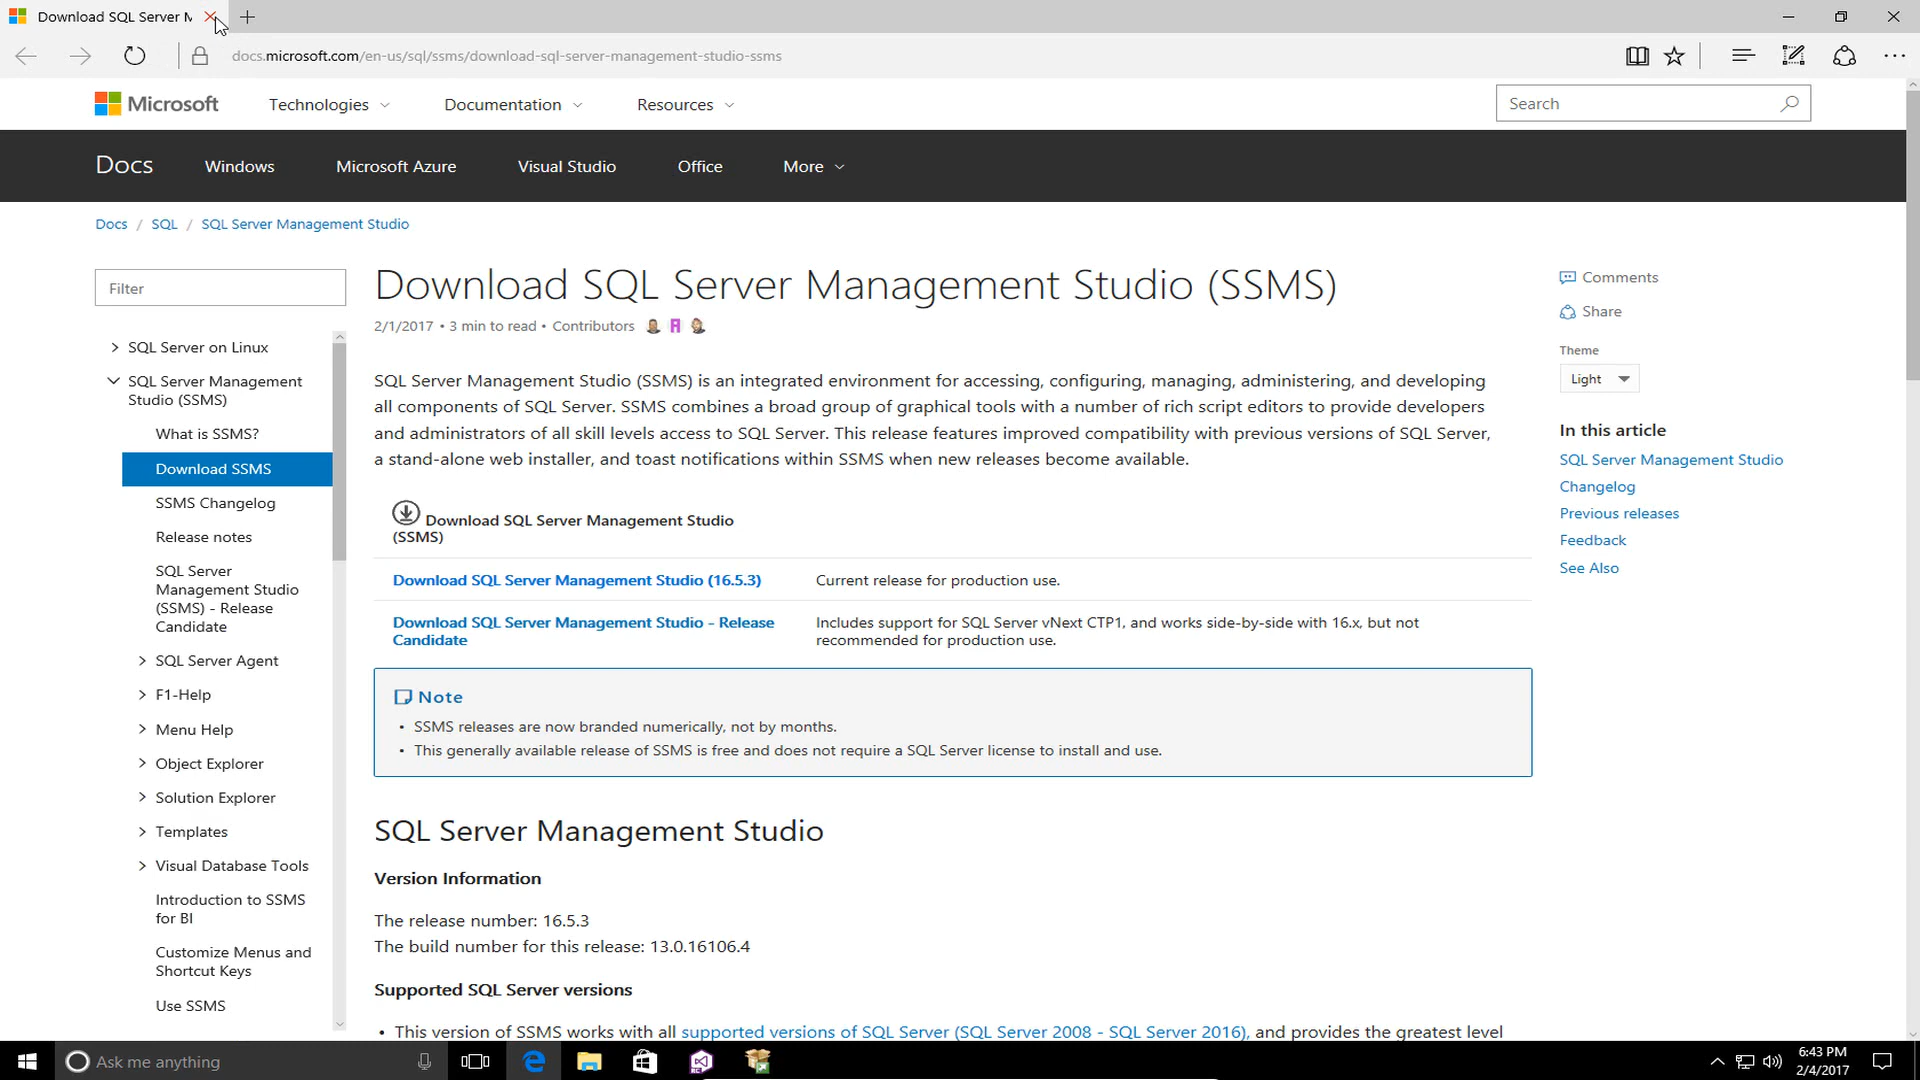 Download SQL Server M
docs.microsoft.com/en-us/sql/ssms/download-sql-server-management-studio-ssms
Microsoft
Technologies
Documentation
Resources
Search
Docs
Windows
Microsoft Azure
Visual Studio
Office
More
Docs / SQL / SQL Server Management Studio
Filter
SQL Server on Linux
SQL Server Management
Studio (SSMS)
What is SSMS?
Download SSMS
SSMS Changelog
Release notes
SQL Server
Management Studio
(SSMS) - Release
Candidate
SQL Server Agent
F1-Help
Menu Help
Object Explorer
Solution Explorer
Templates
Visual Database Tools
Introduction to SSMS
for BI
Customize Menus and
Shortcut Keys
Use SSMS
Download SQL Server Management Studio (SSMS)
2/1/2017 • 3 min to read • Contributors
SQL Server Management Studio (SSMS) is an integrated environment for accessing, configuring, managing, administering, and developing
all components of SQL Server. SSMS combines a broad group of graphical tools with a number of rich script editors to provide developers
and administrators of all skill levels access to SQL Server. This release features improved compatibility with previous versions of SQL Server,
a stand-alone web installer, and toast notifications within SSMS when new releases become available.
Download SQL Server Management Studio
(SSMS)
Download SQL Server Management Studio (16.5.3)
Current release for production use.
Download SQL Server Management Studio - Release
Candidate
Includes support for SQL Server vNext CTP1, and works side-by-side with 16.x, but not
recommended for production use.
Note
• SSMS releases are now branded numerically, not by months.
• This generally available release of SSMS is free and does not require a SQL Server license to install and use.
SQL Server Management Studio
Version Information
The release number: 16.5.3
The build number for this release: 13.0.16106.4
Supported SQL Server versions
• This version of SSMS works with all supported versions of SQL Server (SQL Server 2008 - SQL Server 2016), and provides the greatest level
Comments
Share
Theme
Light
In this article
SQL Server Management Studio
Changelog
Previous releases
Feedback
See Also
Ask me anything
6:43 PM
2/4/2017